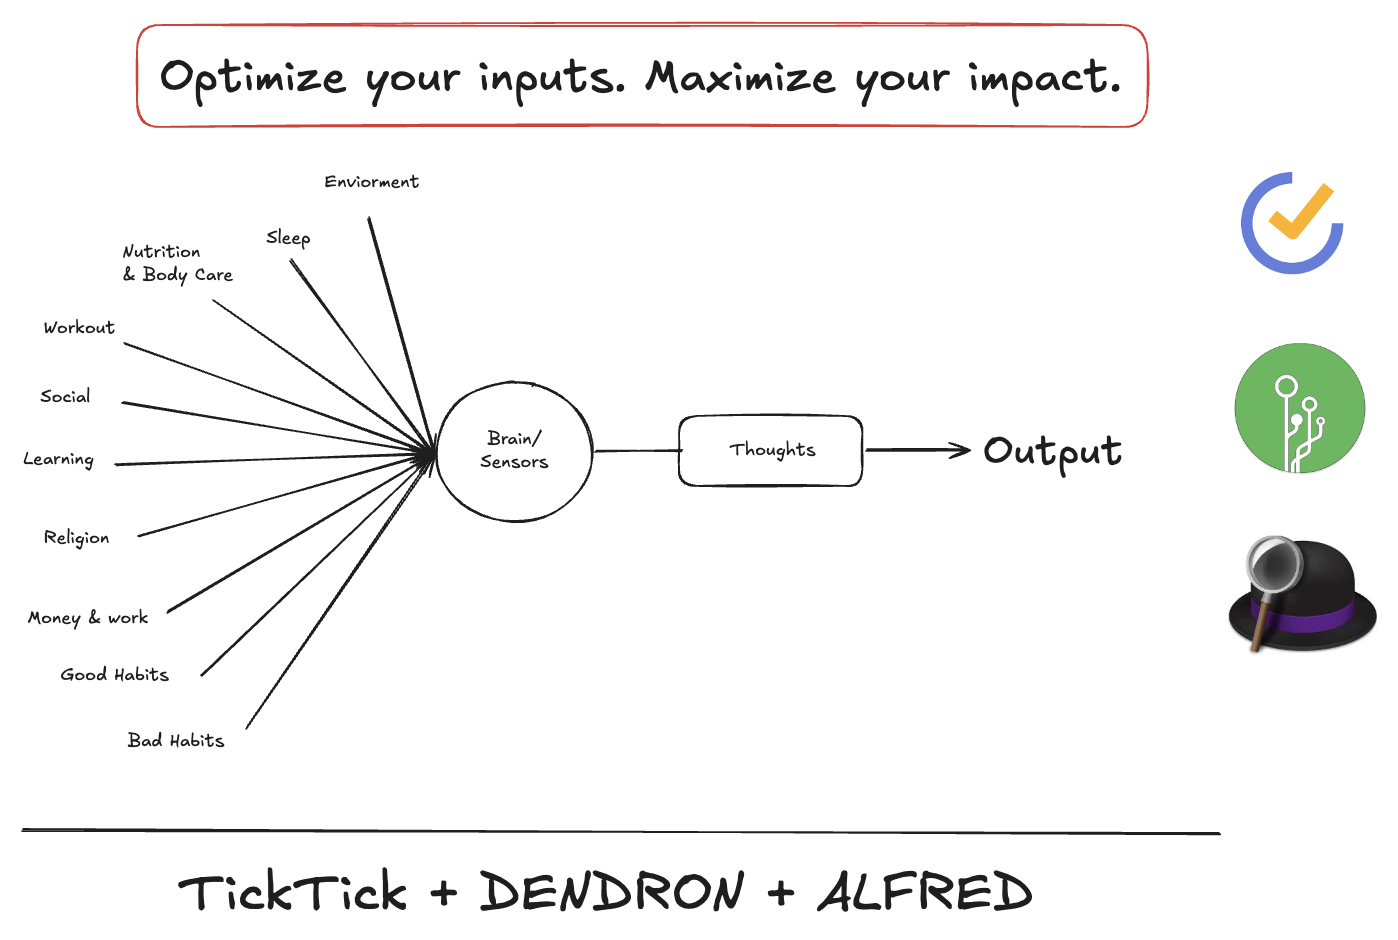 Optimize your inputs. Maximize your impact.
Enviorment
Sleep
Nutrition
& Body Care
Workout
Social
Learning
Religion
Money & work
Good Habits
Bad Habits
Brain/
Sensors
Thoughts
Output
TickTick + DENDRON + ALFRED